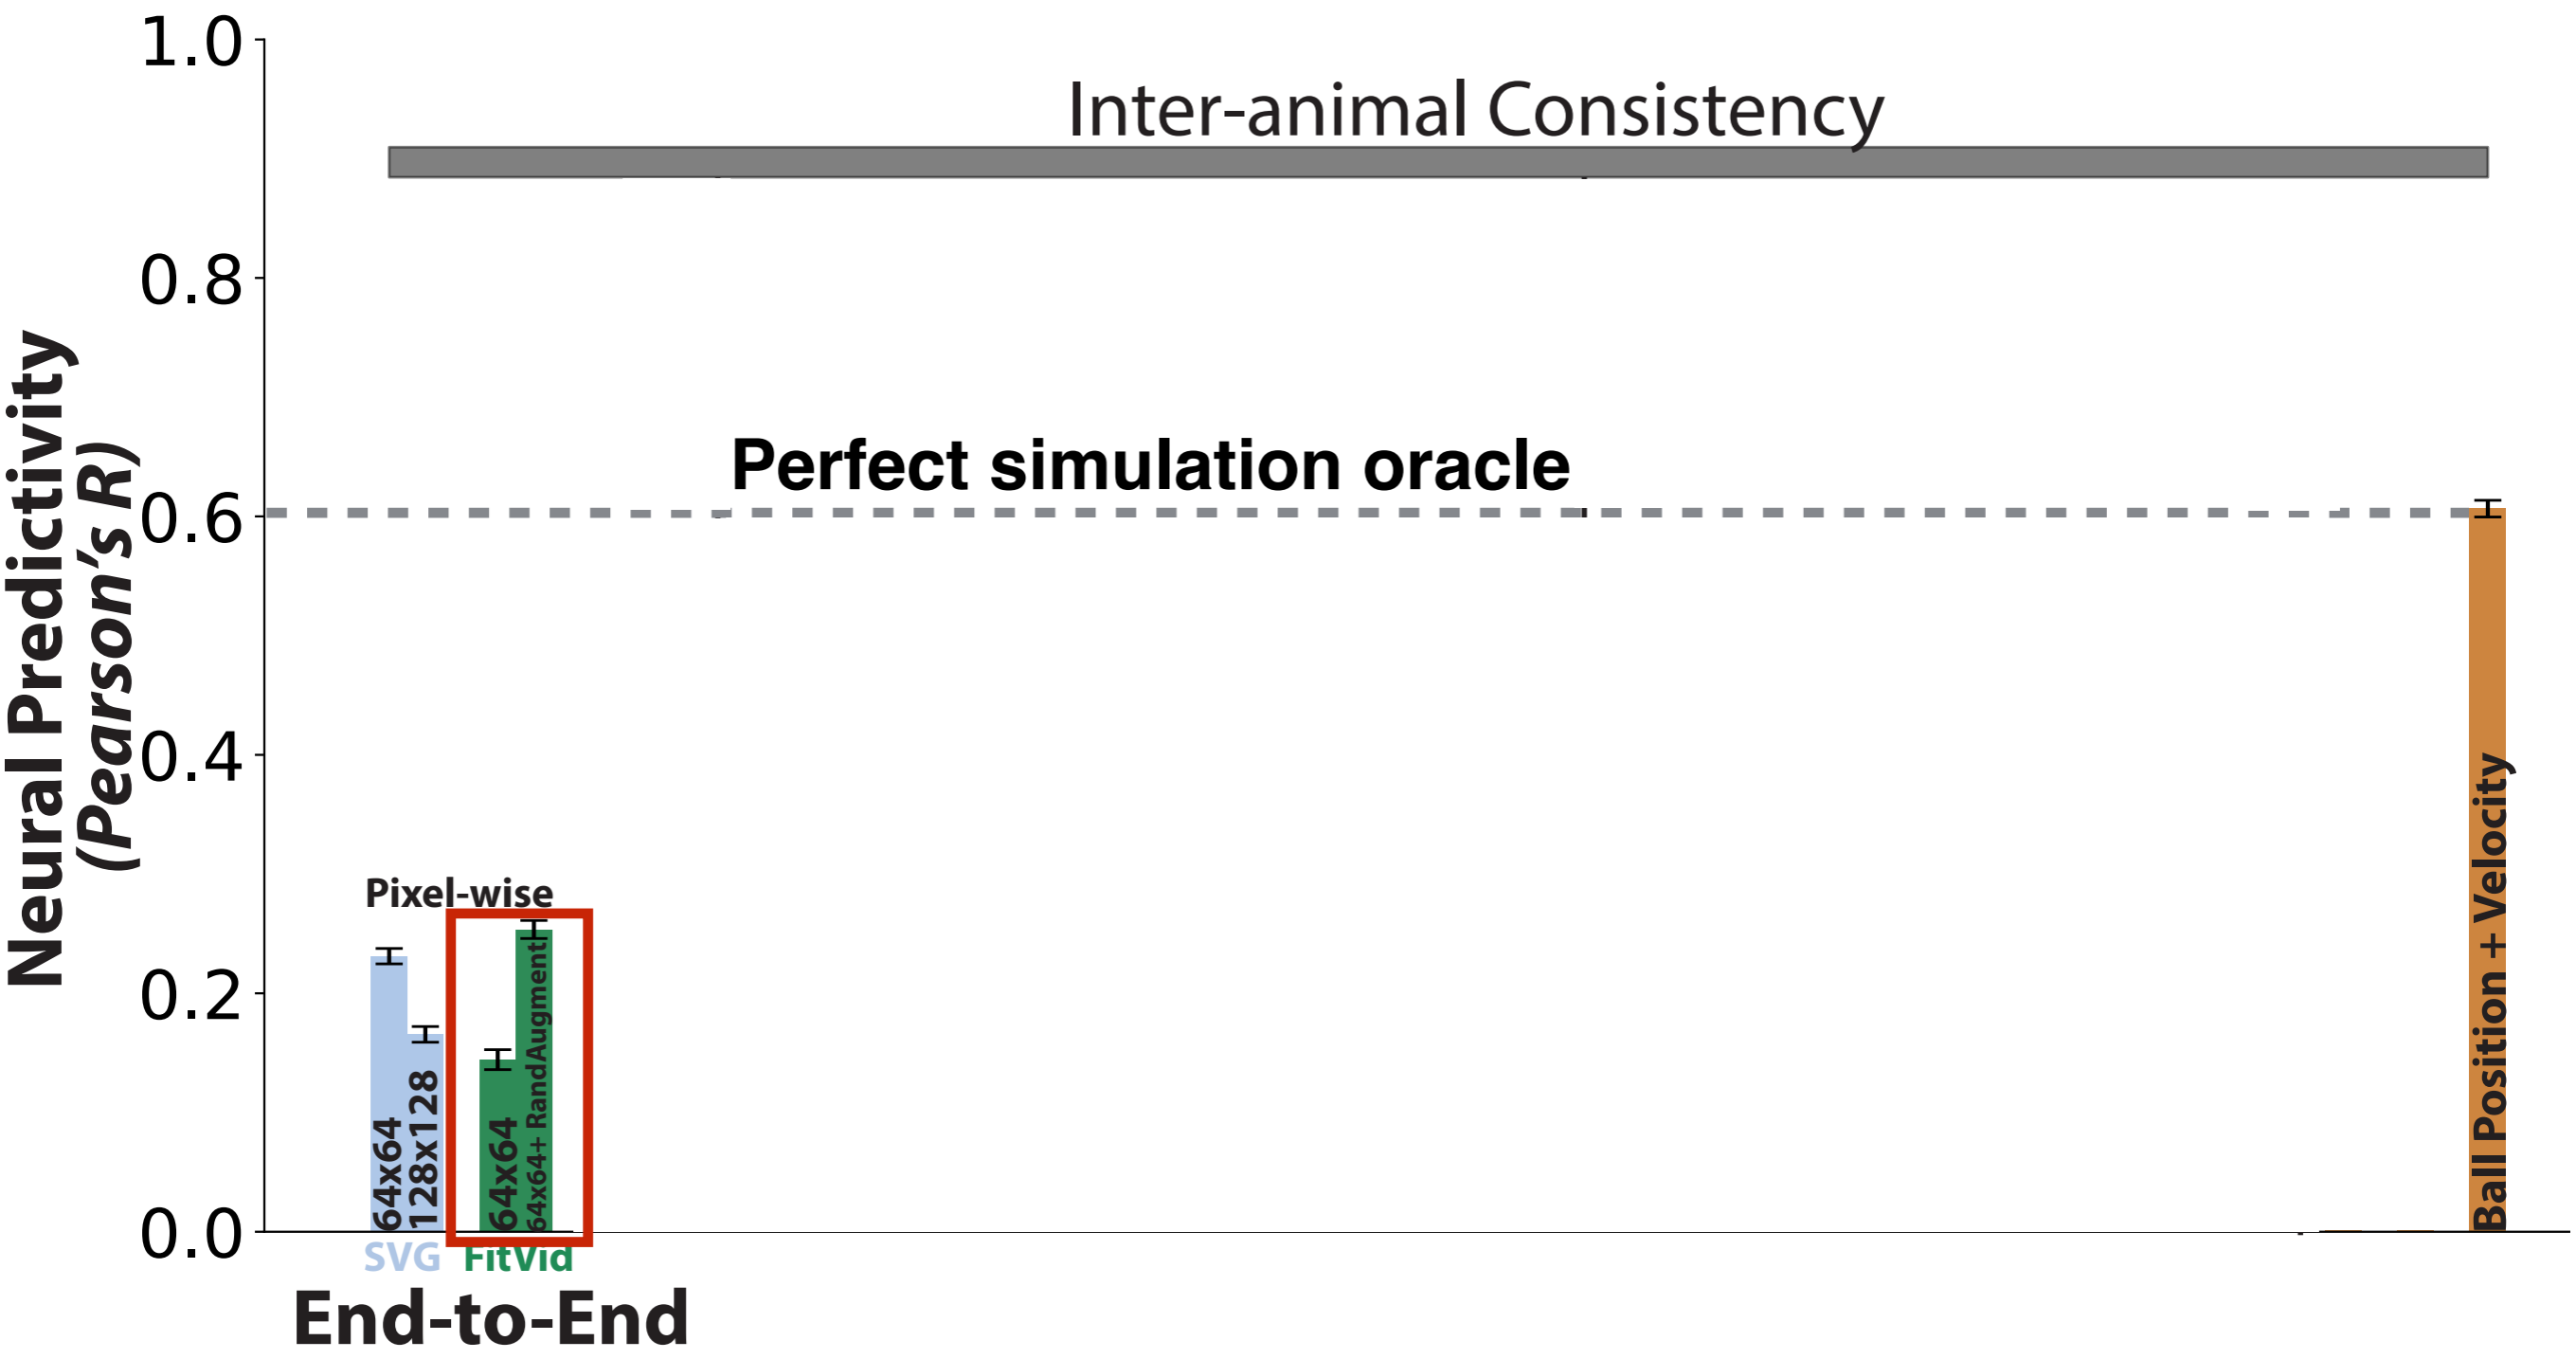 Neural Predictivity
(Pearson's R)
1.0
0.8
0.6
0.4
0.2
0.0
Inter-animal Consistency
Perfect simulation oracle
Pixel-wise
64x64
128x128
64x64
64x64+ RandAugment
Ball Position + Velocity
SVG
FitVid
End-to-End